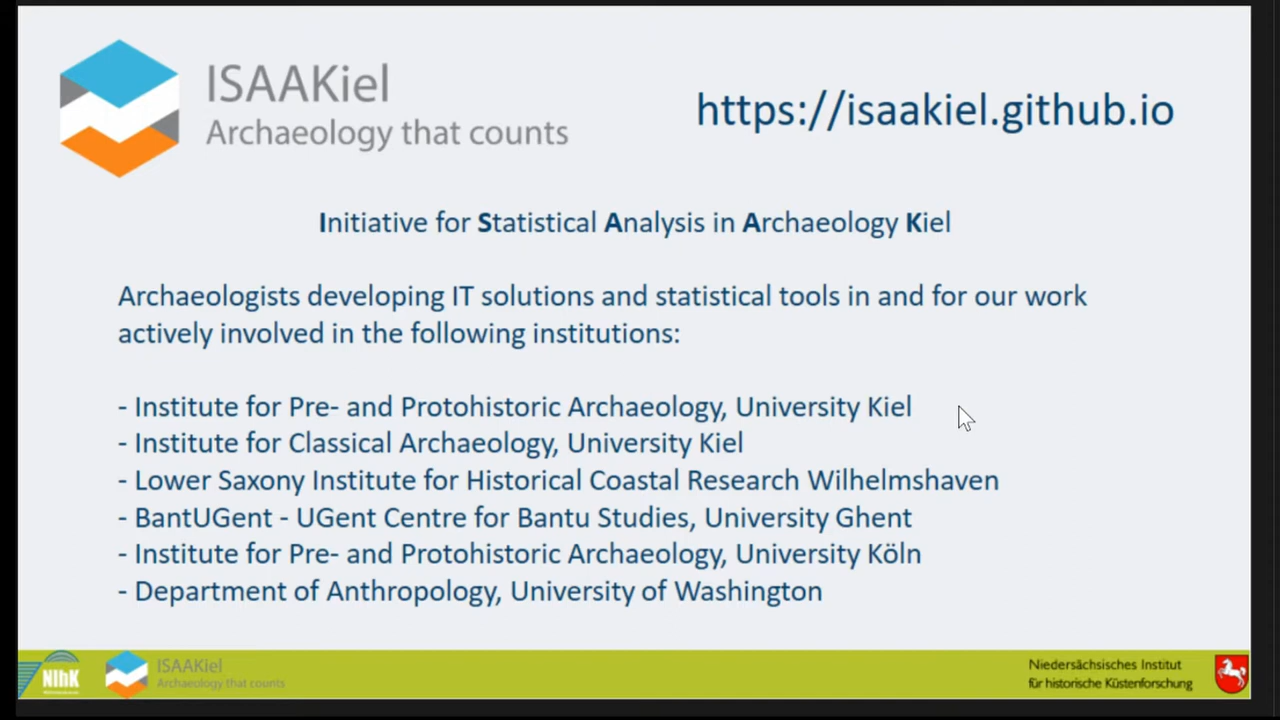 ISAAKiel
Archaeology that counts
https://isaakiel.github.io
Initiative for Statistical Analysis in Archaeology Kiel
Archaeologists developing IT solutions and statistical tools in and for our work
actively involved in the following institutions:
- Institute for Pre- and Protohistoric Archaeology, University Kiel
- Institute for Classical Archaeology, University Kiel
- Lower Saxony Institute for Historical Coastal Research Wilhelmshaven
- BantUGent - UGent Centre for Bantu Studies, University Ghent
- Institute for Pre- and Protohistoric Archaeology, University Köln
- Department of Anthropology, University of Washington
NIhK
ISAAKiel
Archaeology that counts
Niedersächsisches Institut
für historische Küstenforschung